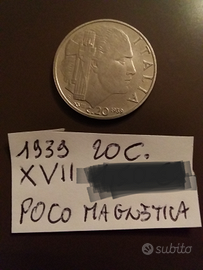 ITALIA
C.20 1939
1939 20C.
XVII
POCO MAGNETICA
subito